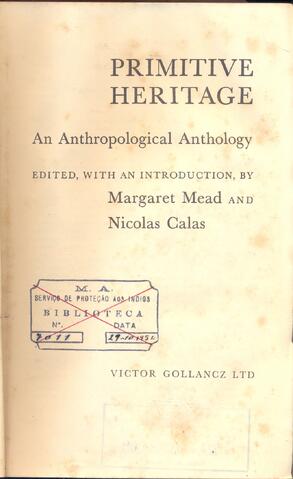 PRIMITIVE
HERITAGE
An Anthropological Anthology
EDITED, WITH AN INTRODUCTION, BY
Margaret Mead AND
Nicolas Calas
M. A.
SERVIÇO DE PROTEÇÃO AOS INDIOS
BIBLIOTECA
Nº. DATA
VICTOR GOLLANCZ LTD